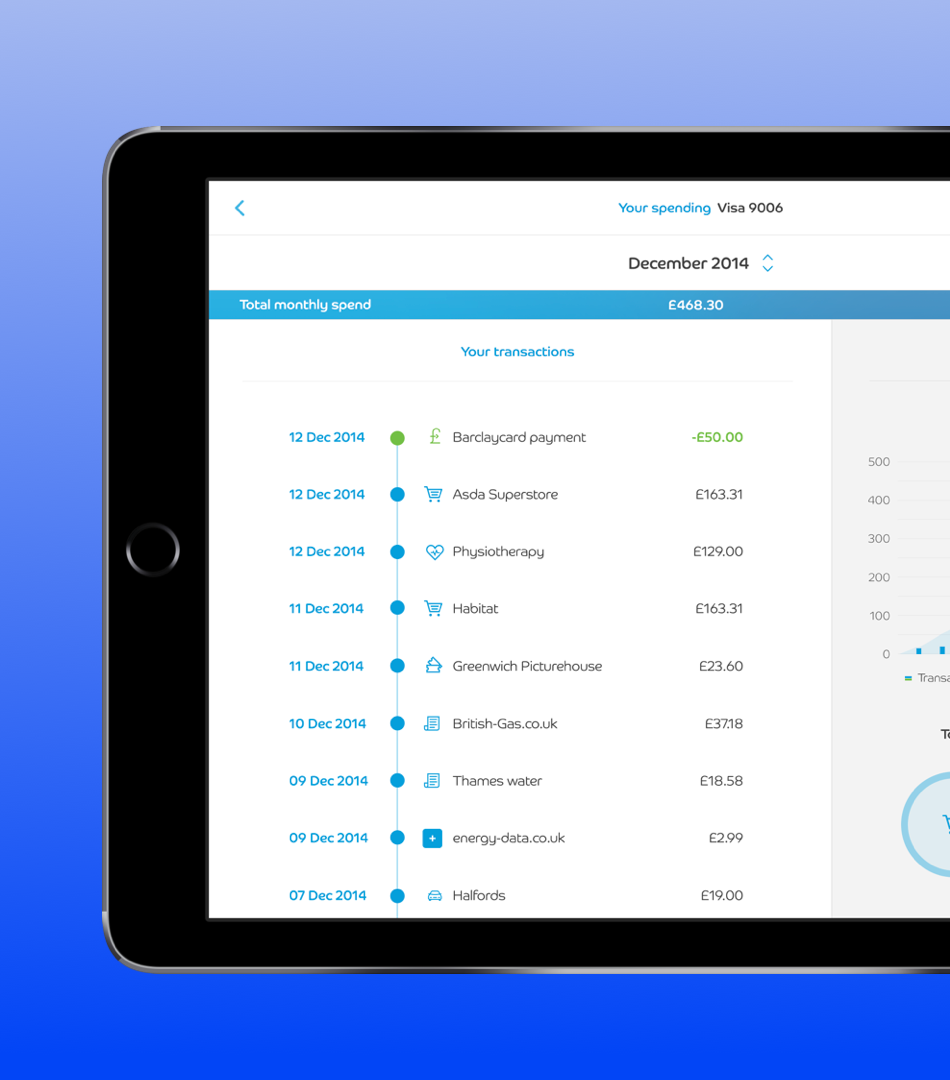 Your spending Visa 9006
December 2014
Total monthly spend £468.30
Your transactions
12 Dec 2014 Barclaycard payment -£50.00
12 Dec 2014 Asda Superstore £163.31
12 Dec 2014 Physiotherapy £129.00
11 Dec 2014 Habitat £163.31
11 Dec 2014 Greenwich Picturehouse £23.60
10 Dec 2014 British-Gas.co.uk £37.18
09 Dec 2014 Thames water £18.58
09 Dec 2014 energy-data.co.uk £2.99
07 Dec 2014 Halfords £19.00
500
400
300
200
100
0